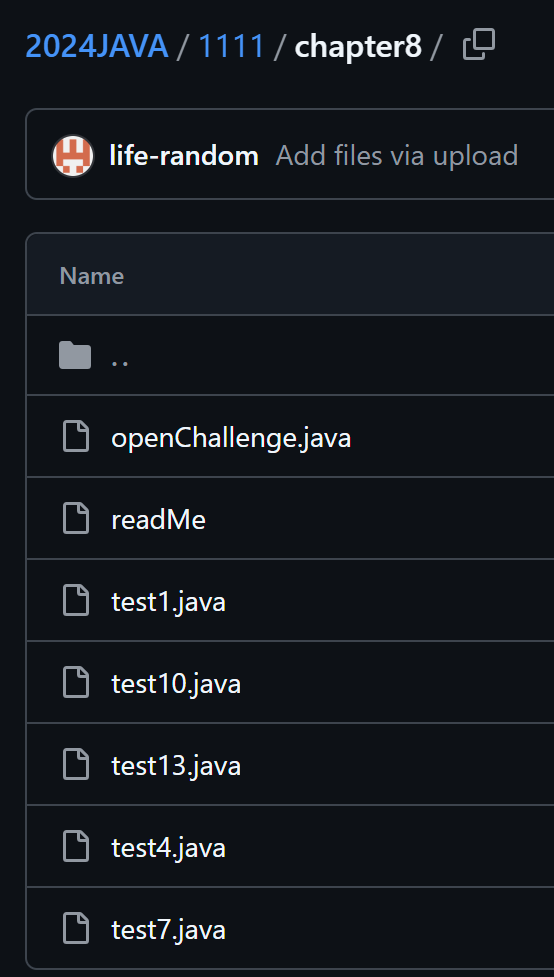 2024JAVA / 1111 / chapter8 /
life-random Add files via upload
Name
..
openChallenge.java
readMe
test1.java
test10.java
test13.java
test4.java
test7.java